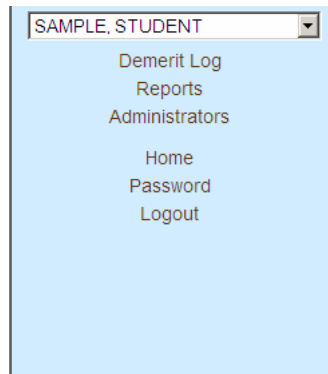 SAMPLE, STUDENT
Demerit Log
Reports
Administrators
Home
Password
Logout